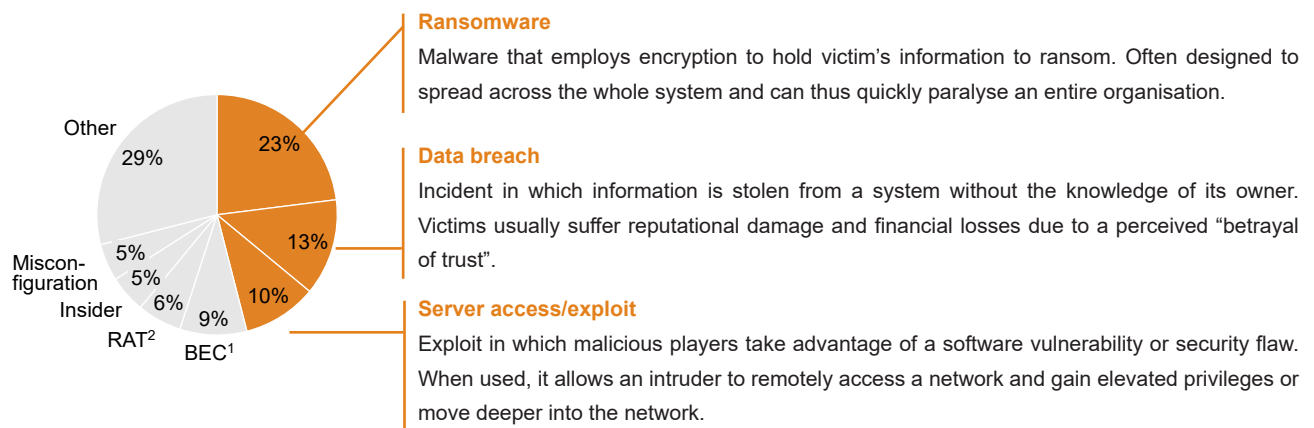 Ransomware
Malware that employs encryption to hold victim's information to ransom. Often designed to
spread across the whole system and can thus quickly paralyse an entire organisation.
Other
29%
23%
Data breach
Incident in which information is stolen from a system without the knowledge of its owner.
Victims usually suffer reputational damage and financial losses due to a perceived “betrayal
of trust”.
13%
5%
Miscon-
figuration
5%
Insider
6%
RAT²
9%
BEC¹
10%
Server access/exploit
Exploit in which malicious players take advantage of a software vulnerability or security flaw.
When used, it allows an intruder to remotely access a network and gain elevated privileges or
move deeper into the network.